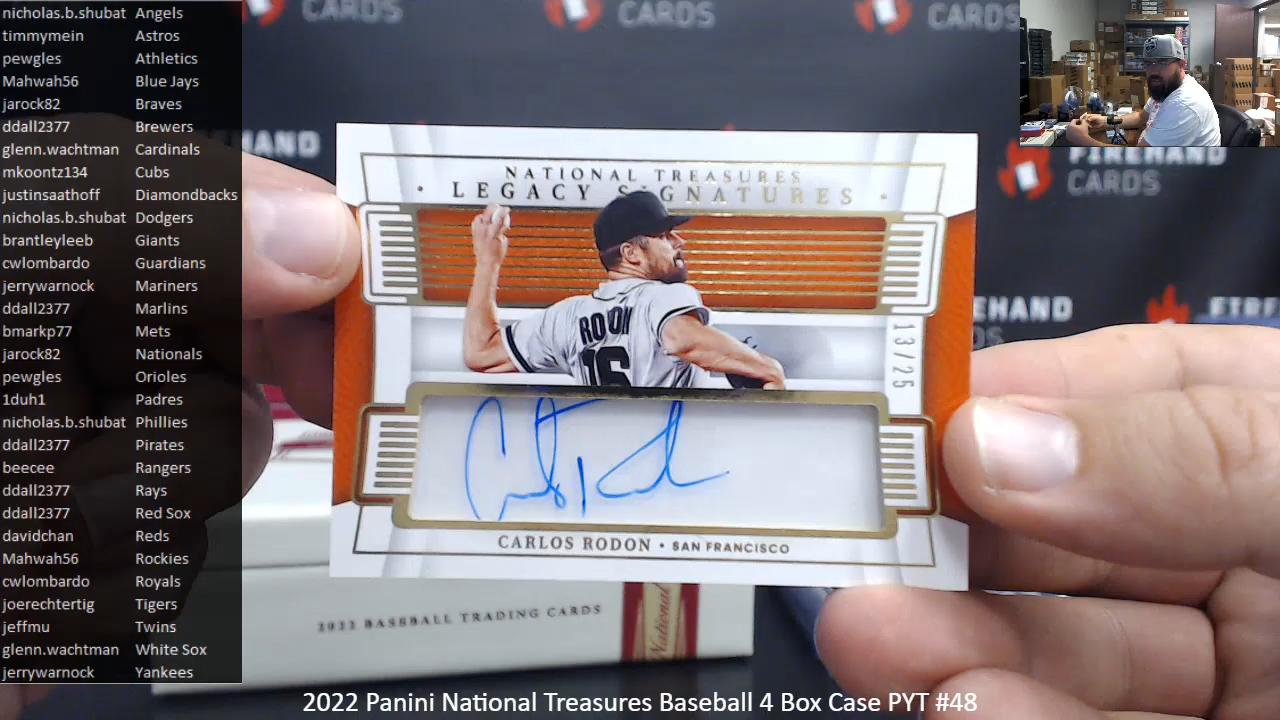 nicholas.b.shubat Angels
timmymein Astros
pewgles Athletics
Mahwah56 Blue Jays
jarock82 Braves
ddall2377 Brewers
glenn.wachtman Cardinals
mkoontz134 Cubs
justinsaathoff Diamondbacks
nicholas.b.shubat Dodgers
brantleyleeb Giants
cwlombardo Guardians
jerrywarnock Mariners
ddall2377 Marlins
bmarkp77 Mets
jarock82 Nationals
pewgles Orioles
1duh1 Padres
nicholas.b.shubat Phillies
ddall2377 Pirates
beecee Rangers
ddall2377 Rays
ddall2377 Red Sox
davidchan Reds
Mahwah56 Rockies
cwlombardo Royals
joerechtertig Tigers
jeffmu Twins
glenn.wachtman White Sox
jerrywarnock Yankees
CARDS
CARDS
CARDS
FIREHAND
CARDS
NATIONAL TREASURES
LEGACY SIGNATURES
RODON
16
13/25
CARLOS RODON • SAN FRANCISCO
2022 BASEBALL TRADING CARDS
National
2022 Panini National Treasures Baseball 4 Box Case PYT #48